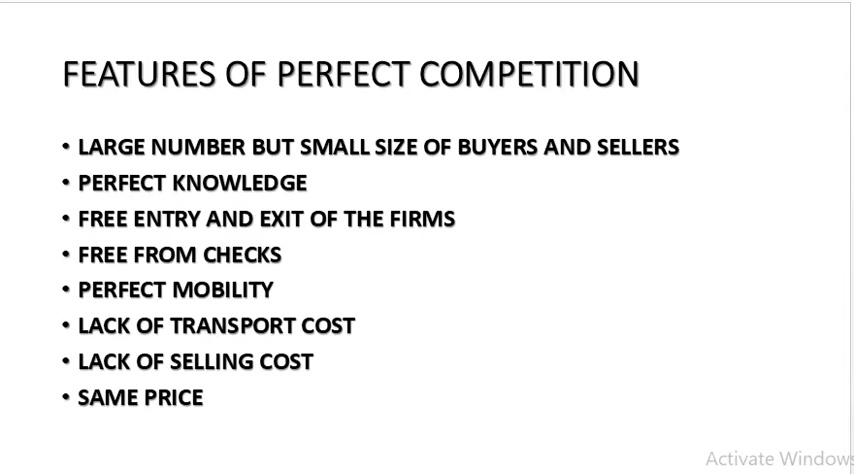 FEATURES OF PERFECT COMPETITION
• LARGE NUMBER BUT SMALL SIZE OF BUYERS AND SELLERS
• PERFECT KNOWLEDGE
• FREE ENTRY AND EXIT OF THE FIRMS
• FREE FROM CHECKS
• PERFECT MOBILITY
• LACK OF TRANSPORT COST
• LACK OF SELLING COST
• SAME PRICE
Activate Windows